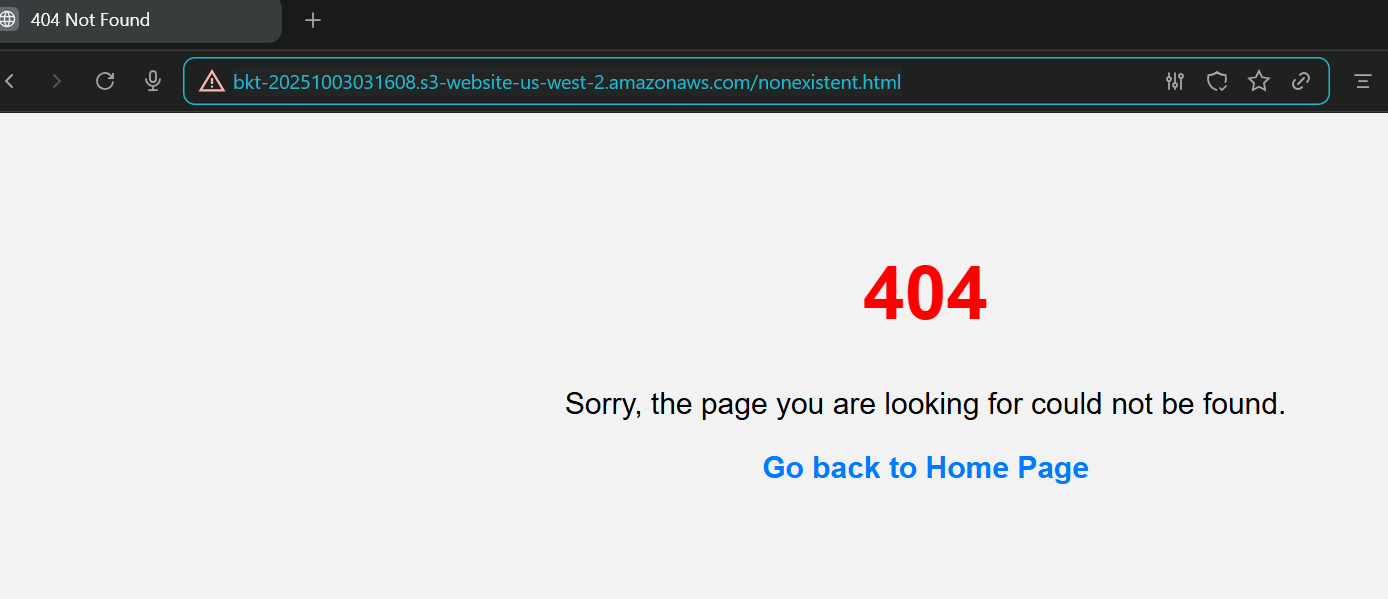 404 Not Found
bkt-20251003031608.s3-website-us-west-2.amazonaws.com/nonexistent.html
404
Sorry, the page you are looking for could not be found.
Go back to Home Page